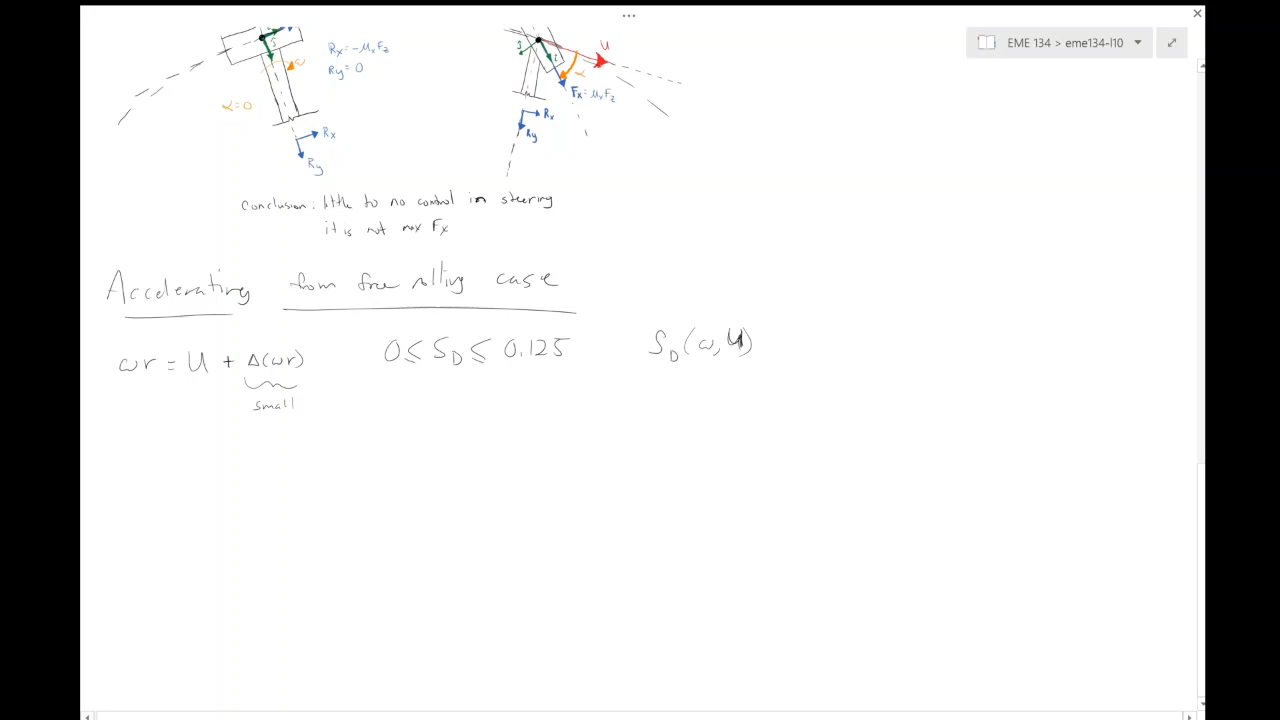 EME 134 > eme134-l10
S
ω
Rx = -μxFz
Ry = 0
α = 0
Rx
Ry
S
U
α
Fx = μxFz
Rx
Ry
conclusion: little to no control in steering
it is not max Fx
Accelerating from free rolling case
ωr = U + Δ(ωr)
small
0 ≤ SD ≤ 0.125
SD(ω, U)